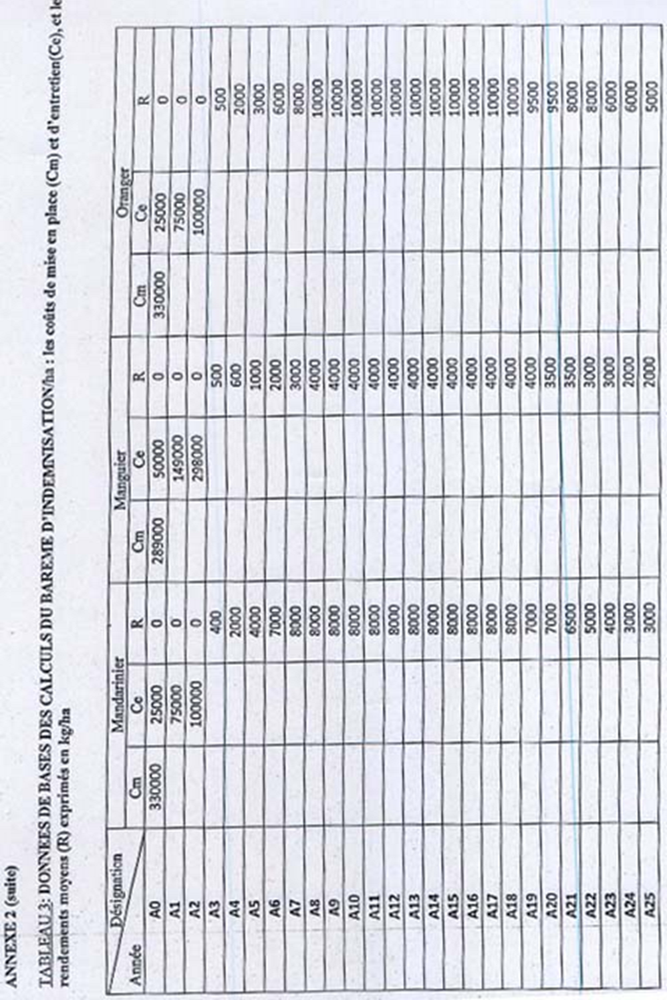 ANNEXE 2 (suite)
TABLEAU 3: DONNEES DE BASES DES CALCULS DU BAREME D'INDEMNISATION/ha : les coûts de mise en place (Cm) et d'entretien(Ce), et le
rendements moyens (R) exprimés en kg/ha
Désignation Mandarinier Manguier Oranger
Année Cm Ce R Cm Ce R Cm Ce R
A0 330000 25000 0 289000 50000 0 330000 25000 0
A1 75000 0 149000 0 75000 0
A2 100000 0 298000 0 100000 0
A3 400 500 500
A4 2000 600 2000
A5 4000 1000 3000
A6 7000 2000 6000
A7 8000 3000 8000
A8 8000 4000 10000
A9 8000 4000 10000
A10 8000 4000 10000
A11 8000 4000 10000
A12 8000 4000 10000
A13 8000 4000 10000
A14 8000 4000 10000
A15 8000 4000 10000
A16 8000 4000 10000
A17 8000 4000 10000
A18 8000 4000 10000
A19 7000 4000 9500
A20 7000 3500 9500
A21 6500 3500 8000
A22 5000 3000 8000
A23 4000 3000 6000
A24 3000 2000 6000
A25 3000 2000 5000